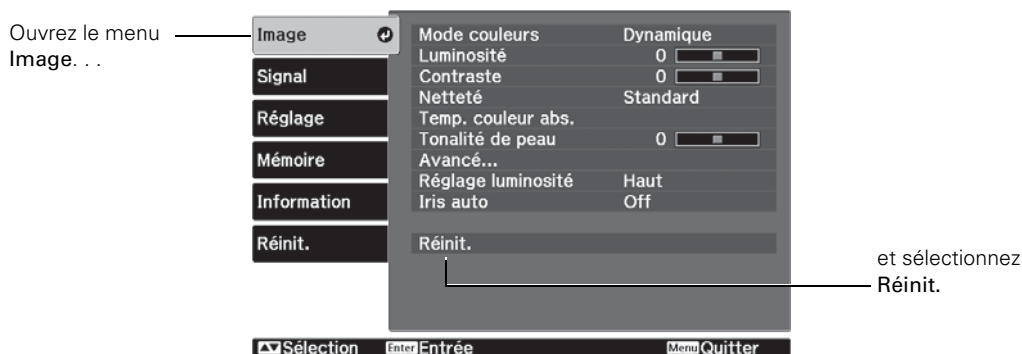 Ouvrez le menu
Image. . .
Image
Signal
Réglage
Mémoire
Information
Réinit.
Mode couleurs Dynamique
Luminosité 0
Contraste 0
Netteté Standard
Temp. couleur abs.
Tonalité de peau 0
Avancé...
Réglage luminosité Haut
Iris auto Off
Réinit.
et sélectionnez
Réinit.
Sélection Enter Entrée Menu Quitter